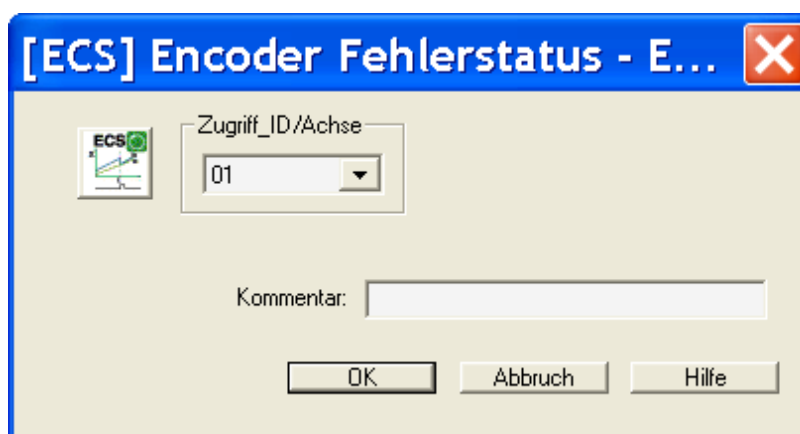 [ECS] Encoder Fehlerstatus - E...
ECS
Zugriff_ID/Achse
01
Kommentar:
OK
Abbruch
Hilfe